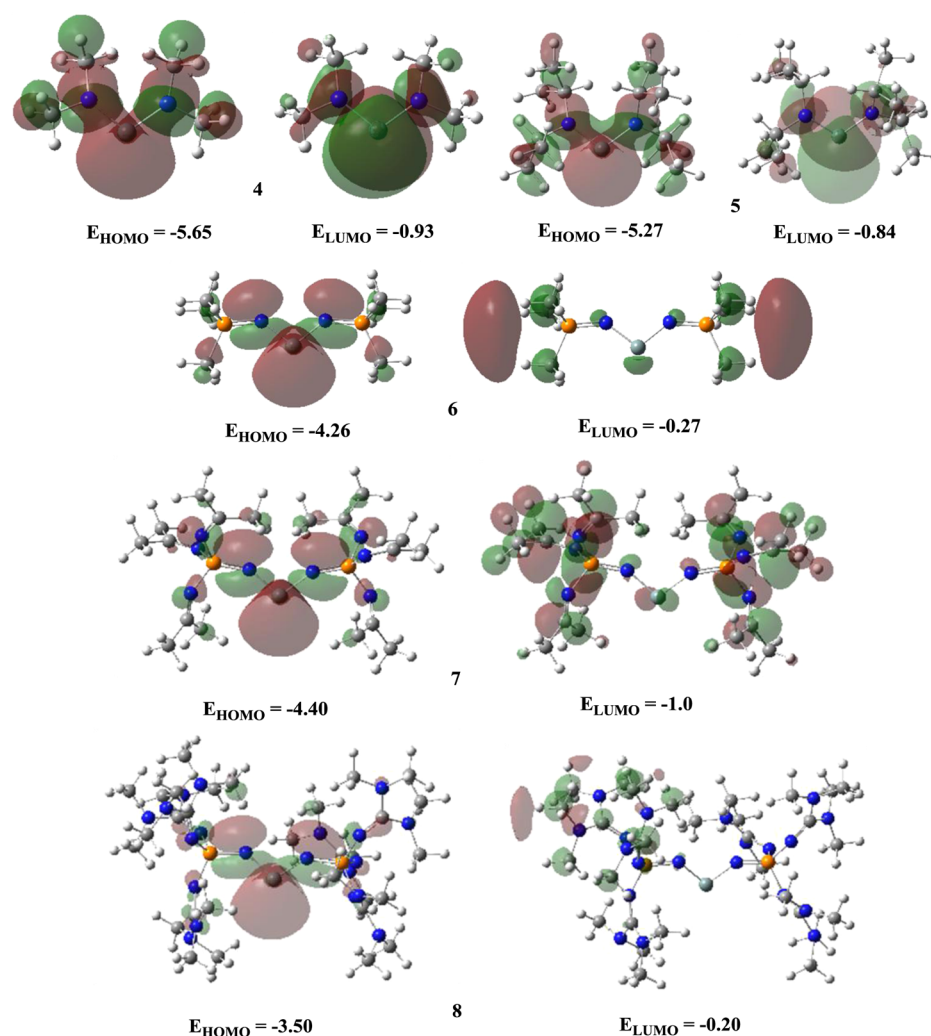 4
5
E_HOMO = -5.65
E_LUMO = -0.93
E_HOMO = -5.27
E_LUMO = -0.84
6
E_HOMO = -4.26
E_LUMO = -0.27
7
E_HOMO = -4.40
E_LUMO = -1.0
8
E_HOMO = -3.50
E_LUMO = -0.20